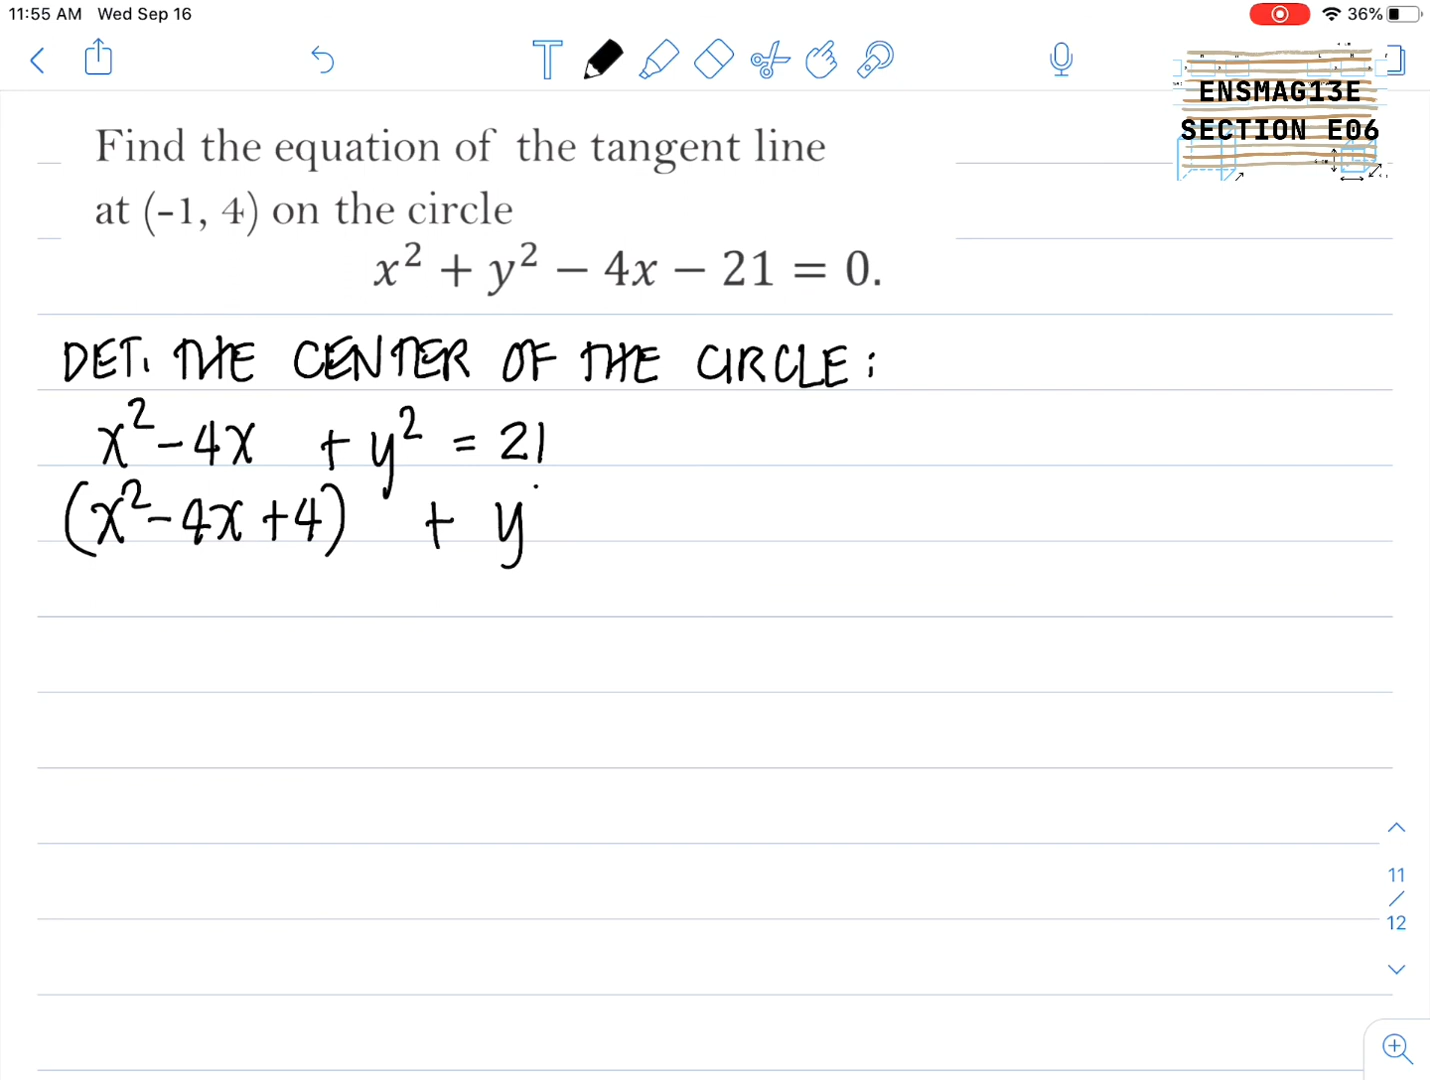 11:55 AM Wed Sep 16
36%
T
ENSMAG13E
SECTION E06
Find the equation of the tangent line
at (-1, 4) on the circle
x² + y² − 4x − 21 = 0.
DET. THE CENTER OF THE CIRCLE:
x² - 4x + y² = 21
(x² - 4x + 4) + y
11
/
12